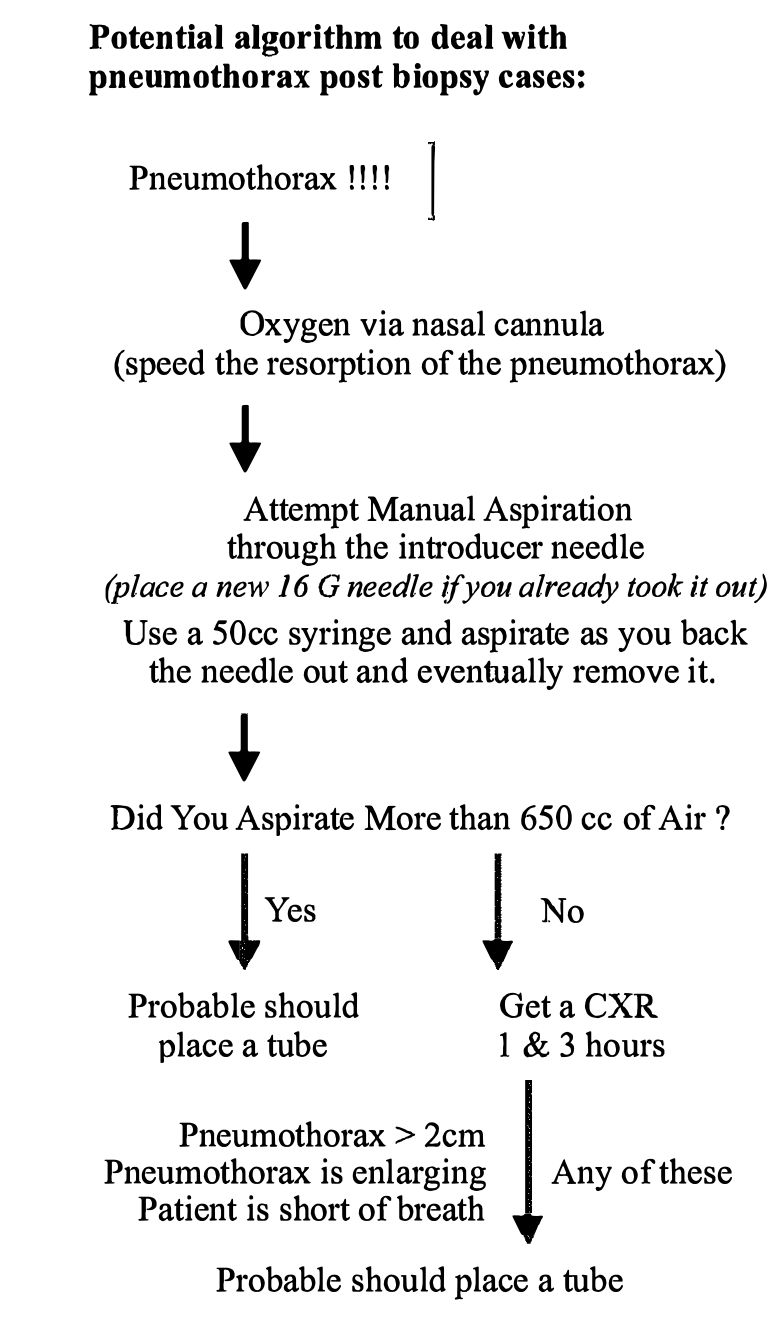 Potential algorithm to deal with
pneumothorax post biopsy cases:
Pneumothorax !!!!
Oxygen via nasal cannula
(speed the resorption of the pneumothorax)
Attempt Manual Aspiration
through the introducer needle
(place a new 16 G needle if you already took it out)
Use a 50cc syringe and aspirate as you back
the needle out and eventually remove it.
Did You Aspirate More than 650 cc of Air ?
Yes
No
Probable should
place a tube
Get a CXR
1 & 3 hours
Pneumothorax > 2cm
Pneumothorax is enlarging
Patient is short of breath
Any of these
Probable should place a tube